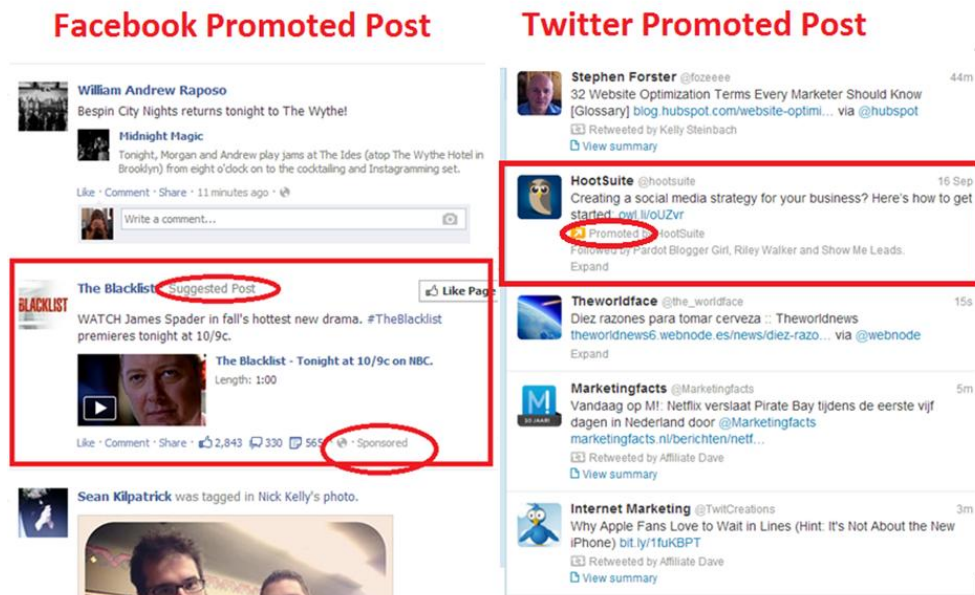 Facebook Promoted Post
William Andrew Raposo
Bespin City Nights returns tonight to The Wythe!
Midnight Magic
Tonight, Morgan and Andrew play jams at The Ides (atop The Wythe Hotel in
Brooklyn) from eight o'clock on to the cocktailing and Instagramming set.
Like · Comment · Share · 11 minutes ago ·
Write a comment...
BLACKLIST
The Blacklist Suggested Post
Like Page
WATCH James Spader in fall's hottest new drama. #TheBlacklist
premieres tonight at 10/9c.
The Blacklist - Tonight at 10/9c on NBC.
Length: 1:00
Like · Comment · Share · 2,843 330 565 · Sponsored
Sean Kilpatrick was tagged in Nick Kelly's photo.
Twitter Promoted Post
Stephen Forster @fozeeee 44m
32 Website Optimization Terms Every Marketer Should Know
[Glossary] blog.hubspot.com/website-optimi... via @hubspot
Retweeted by Kelly Steinbach
View summary
HootSuite @hootsuite 16 Sep
Creating a social media strategy for your business? Here's how to get
started: owl.li/oUZvr
Promoted by HootSuite
Followed by Pardot Blogger Girl, Riley Walker and Show Me Leads.
Expand
Theworldface @the_worldface 15s
Diez razones para tomar cerveza :: Theworldnews
theworldnews6.webnode.es/news/diez-razo... via @webnode
Expand
M!
10 JAAR!
Marketingfacts @Marketingfacts 5m
Vandaag op M!: Netflix verslaat Pirate Bay tijdens de eerste vijf
dagen in Nederland door @Marketingfacts
marketingfacts.nl/berichten/netf...
Retweeted by Affiliate Dave
View summary
Internet Marketing @TwitCreations 3m
Why Apple Fans Love to Wait in Lines (Hint: It's Not About the New
iPhone) bit.ly/1fuKBPT
Retweeted by Affiliate Dave
View summary